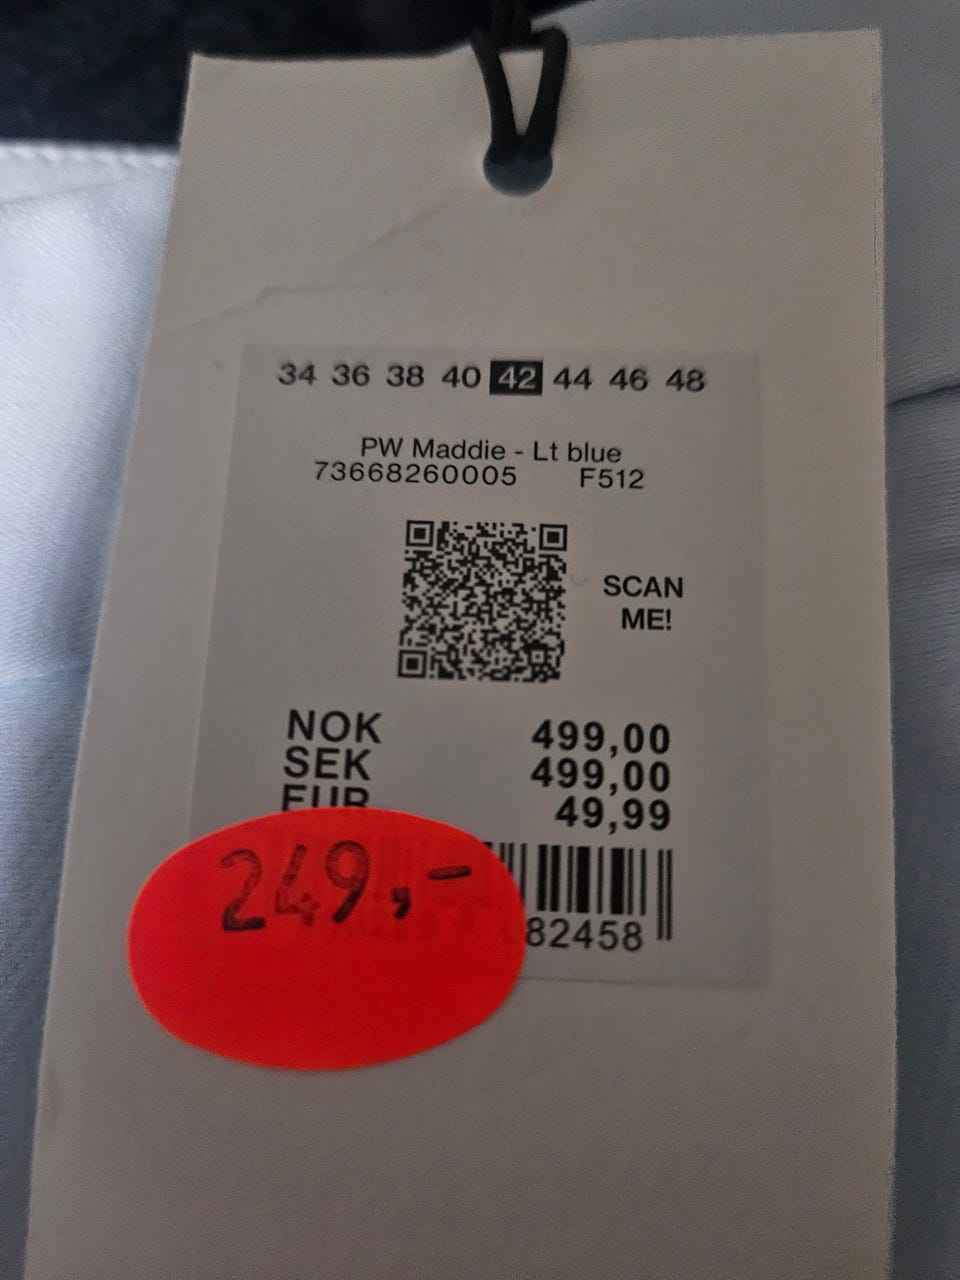 34 36 38 40 42 44 46 48
PW Maddie - Lt blue
73668260005 F512
SCAN
ME!
NOK 499,00
SEK 499,00
EUR 49,99
249,-
82458